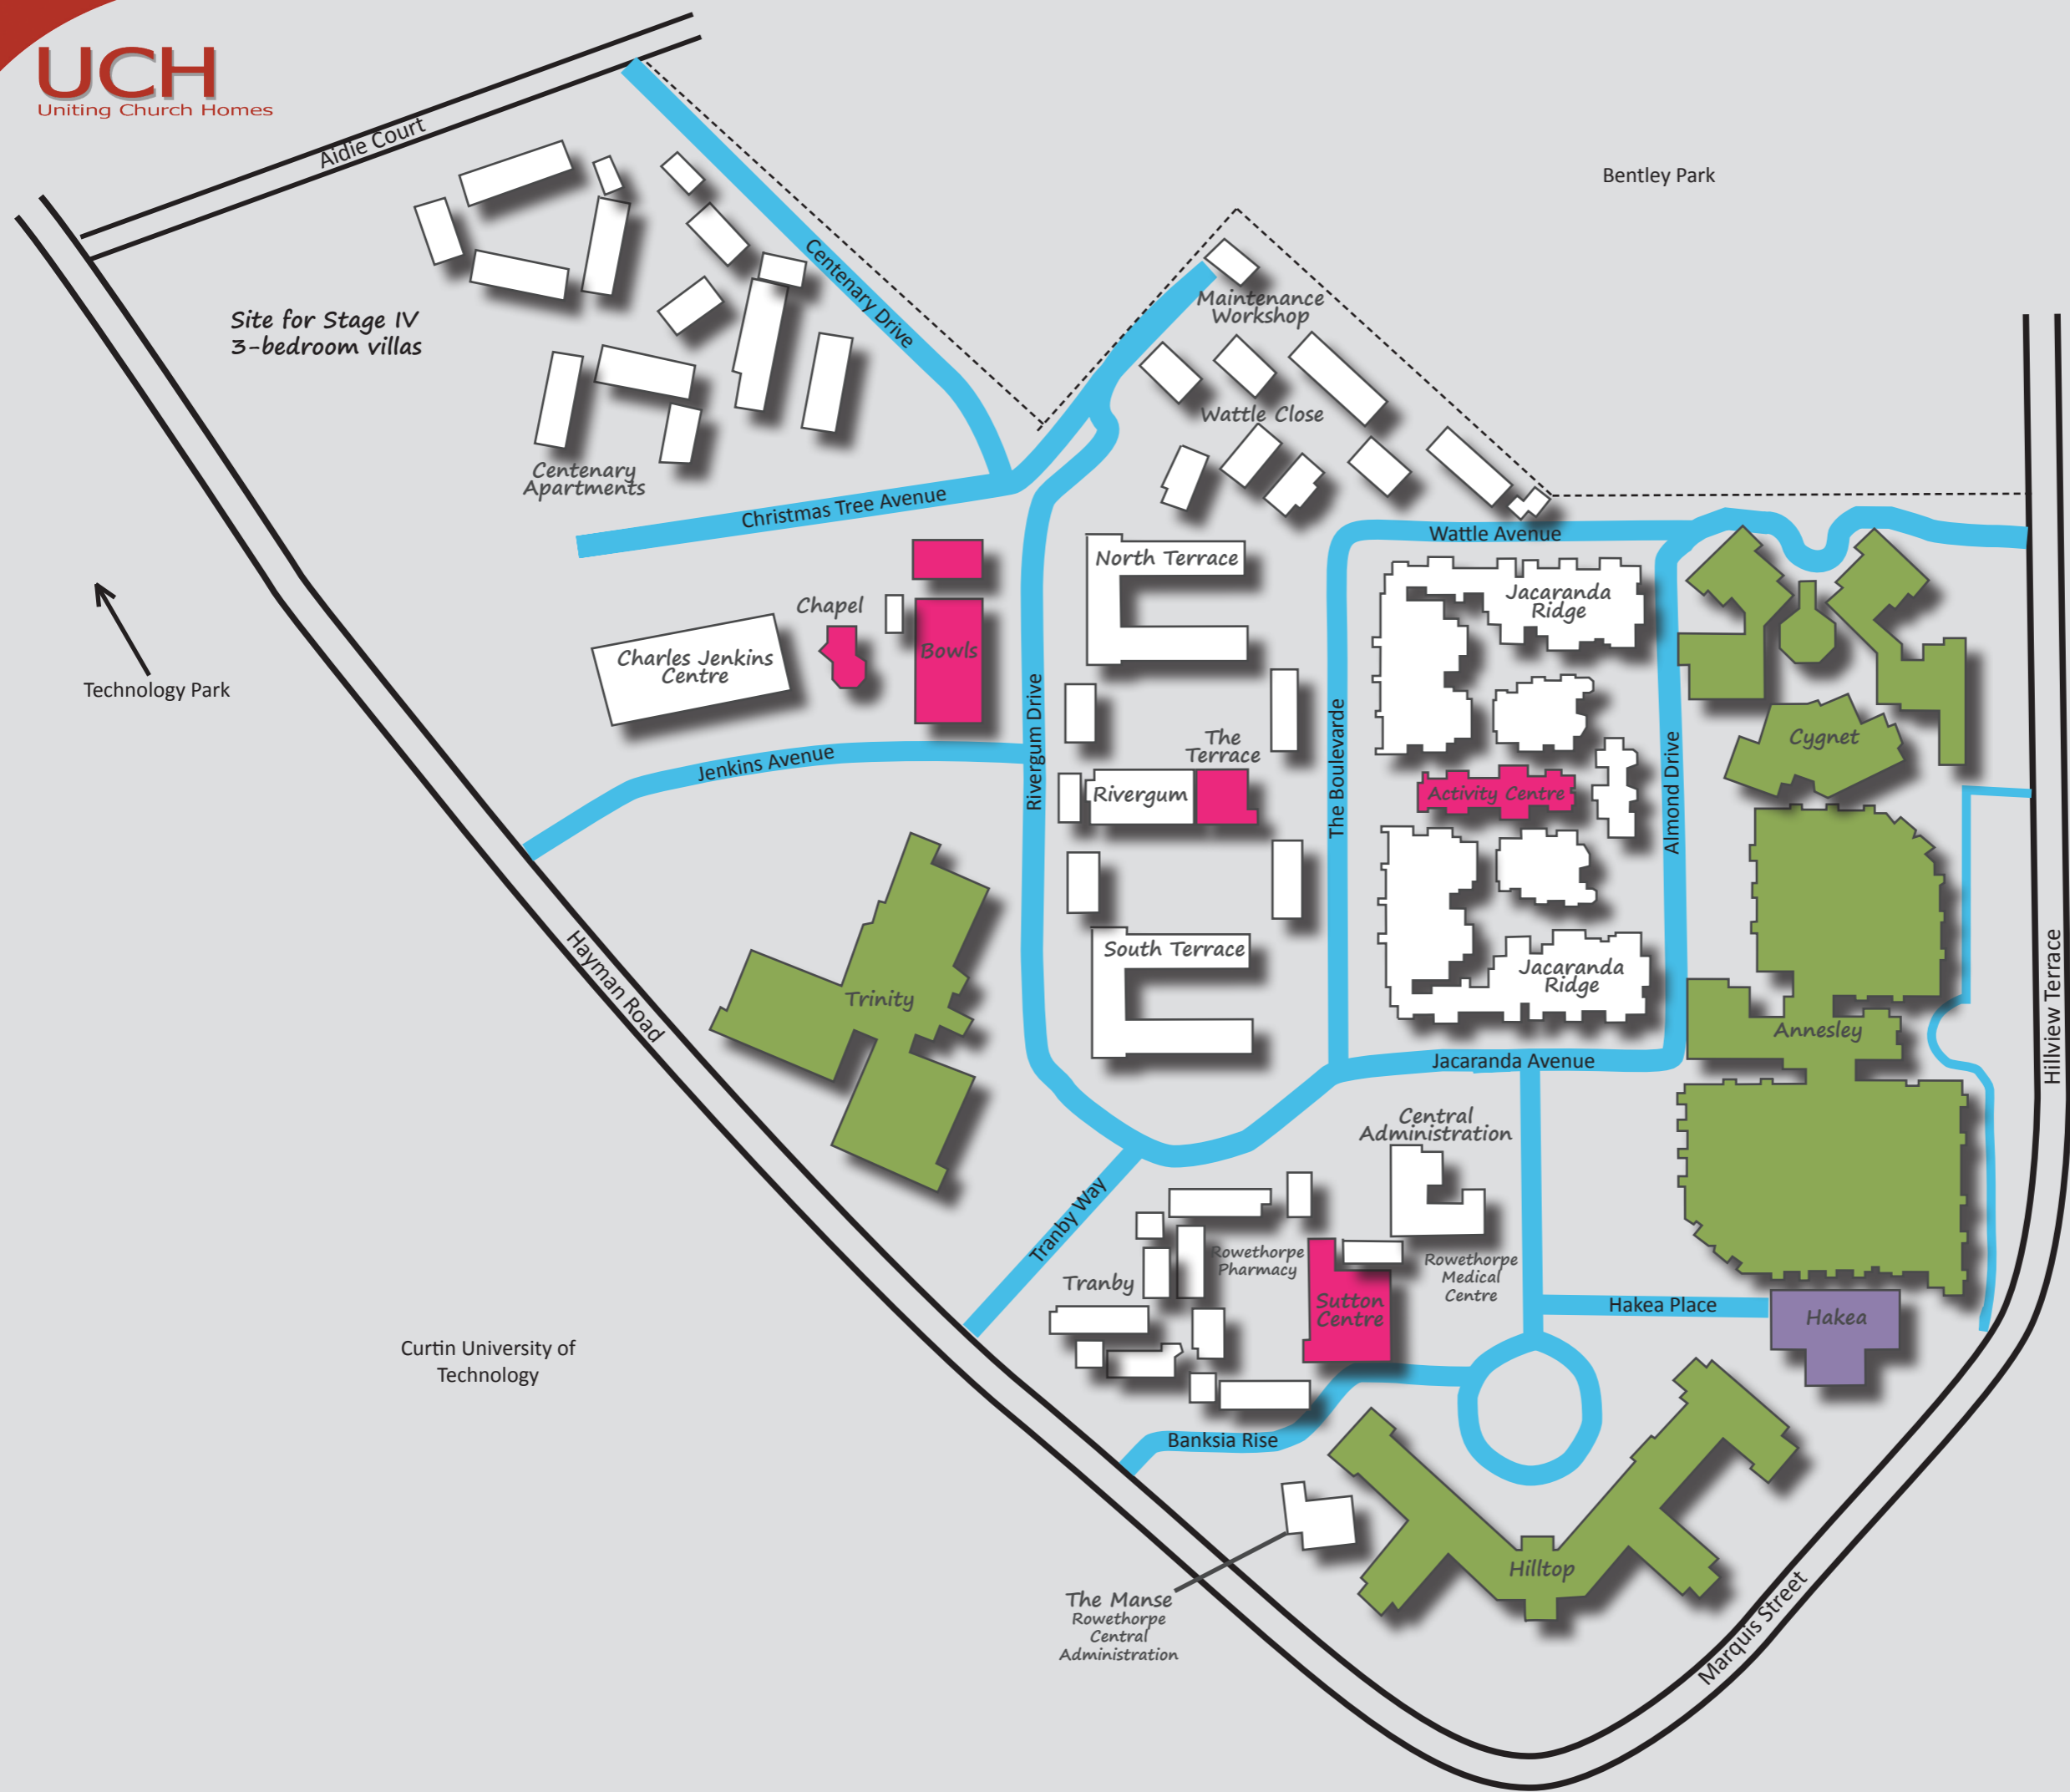 UCH
Uniting Church Homes
Aidie Court
Bentley Park
Centenary Drive
Maintenance
Workshop
Site for Stage IV
3-bedroom villas
Wattle Close
Centenary
Apartments
Christmas Tree Avenue
Wattle Avenue
North Terrace
Jacaranda
Ridge
Chapel
Charles Jenkins
Centre
Bowls
Technology Park
Rivergum Drive
The Boulevarde
Almond Drive
Cygnet
The
Terrace
Jenkins Avenue
Rivergum
Activity Centre
Hayman Road
Trinity
South Terrace
Jacaranda
Ridge
Annesley
Hillview Terrace
Jacaranda Avenue
Central
Administration
Tranby Way
Rowethorpe
Pharmacy
Rowethorpe
Medical
Centre
Tranby
Sutton
Centre
Hakea Place
Hakea
Curtin University of
Technology
Banksia Rise
Hilltop
The Manse
Rowethorpe
Central
Administration
Marquis Street